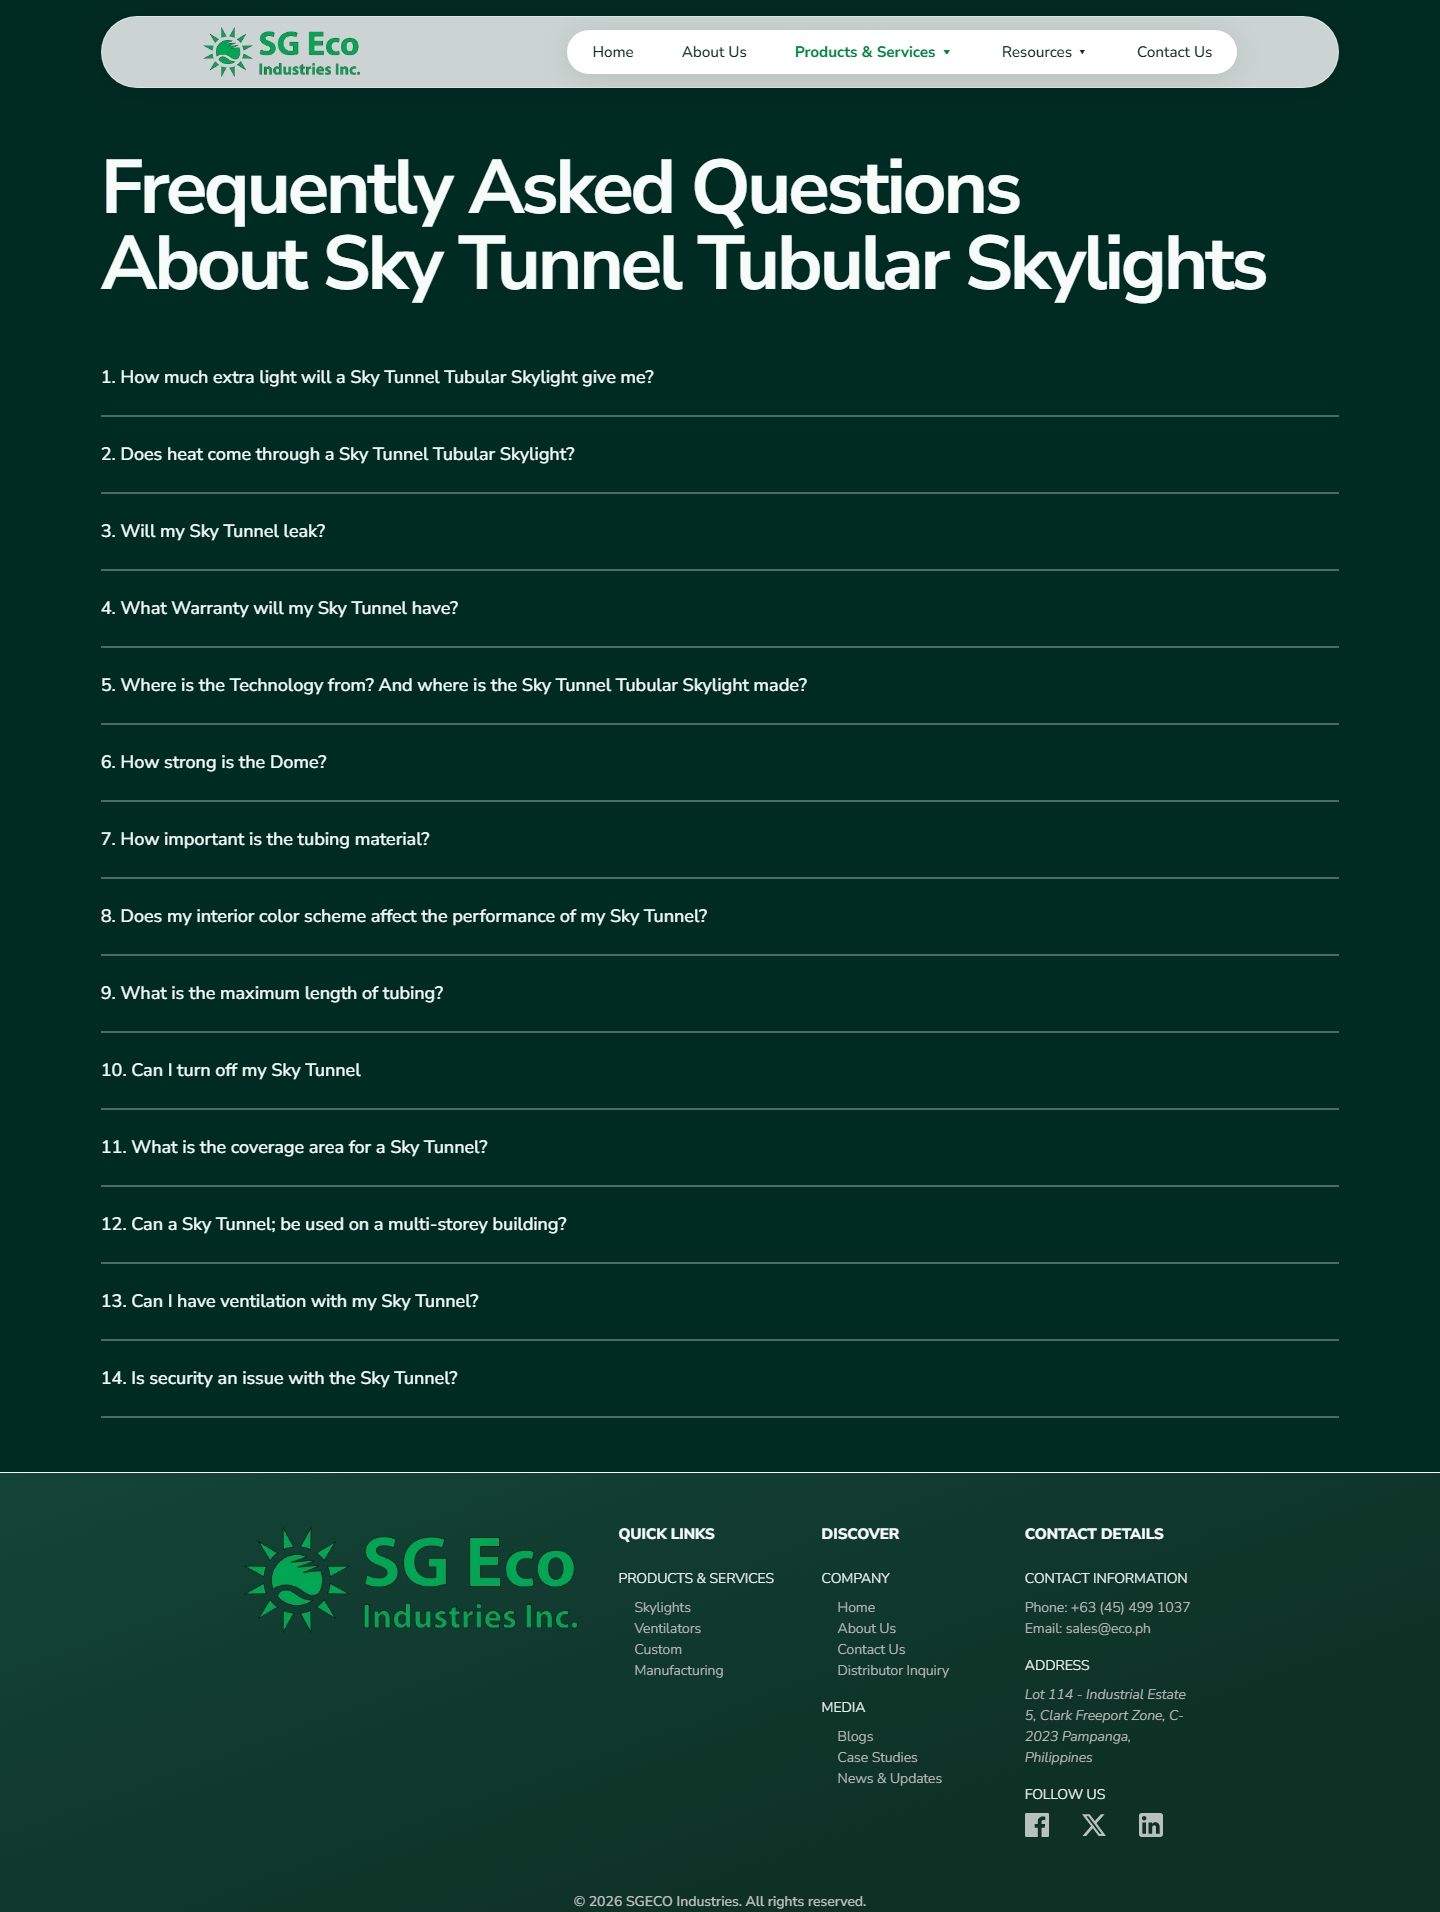 SG Eco
Industries Inc.
Home
About Us
Products & Services
Resources
Contact Us
Frequently Asked Questions
About Sky Tunnel Tubular Skylights
1. How much extra light will a Sky Tunnel Tubular Skylight give me?
2. Does heat come through a Sky Tunnel Tubular Skylight?
3. Will my Sky Tunnel leak?
4. What Warranty will my Sky Tunnel have?
5. Where is the Technology from? And where is the Sky Tunnel Tubular Skylight made?
6. How strong is the Dome?
7. How important is the tubing material?
8. Does my interior color scheme affect the performance of my Sky Tunnel?
9. What is the maximum length of tubing?
10. Can I turn off my Sky Tunnel
11. What is the coverage area for a Sky Tunnel?
12. Can a Sky Tunnel; be used on a multi-storey building?
13. Can I have ventilation with my Sky Tunnel?
14. Is security an issue with the Sky Tunnel?
SG Eco
Industries Inc.
QUICK LINKS
PRODUCTS & SERVICES
Skylights
Ventilators
Custom
Manufacturing
DISCOVER
COMPANY
Home
About Us
Contact Us
Distributor Inquiry
MEDIA
Blogs
Case Studies
News & Updates
CONTACT DETAILS
CONTACT INFORMATION
Phone: +63 (45) 499 1037
Email: sales@eco.ph
ADDRESS
Lot 114 - Industrial Estate
5, Clark Freeport Zone, C-
2023 Pampanga,
Philippines
FOLLOW US
© 2026 SGECO Industries. All rights reserved.